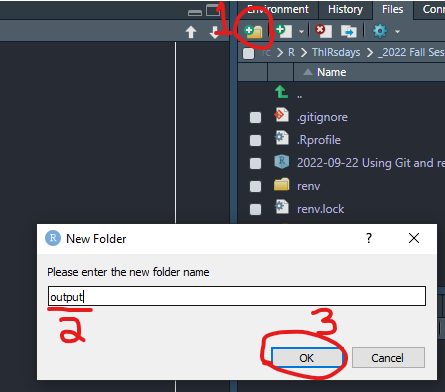 Environment History Files Conn
1
rc > R > ThIRsdays > _2022 Fall Ses
Name
..
.gitignore
.Rprofile
2022-09-22 Using Git and re
renv
renv.lock
New Folder ?
Please enter the new folder name
output
2
3
OK Cancel